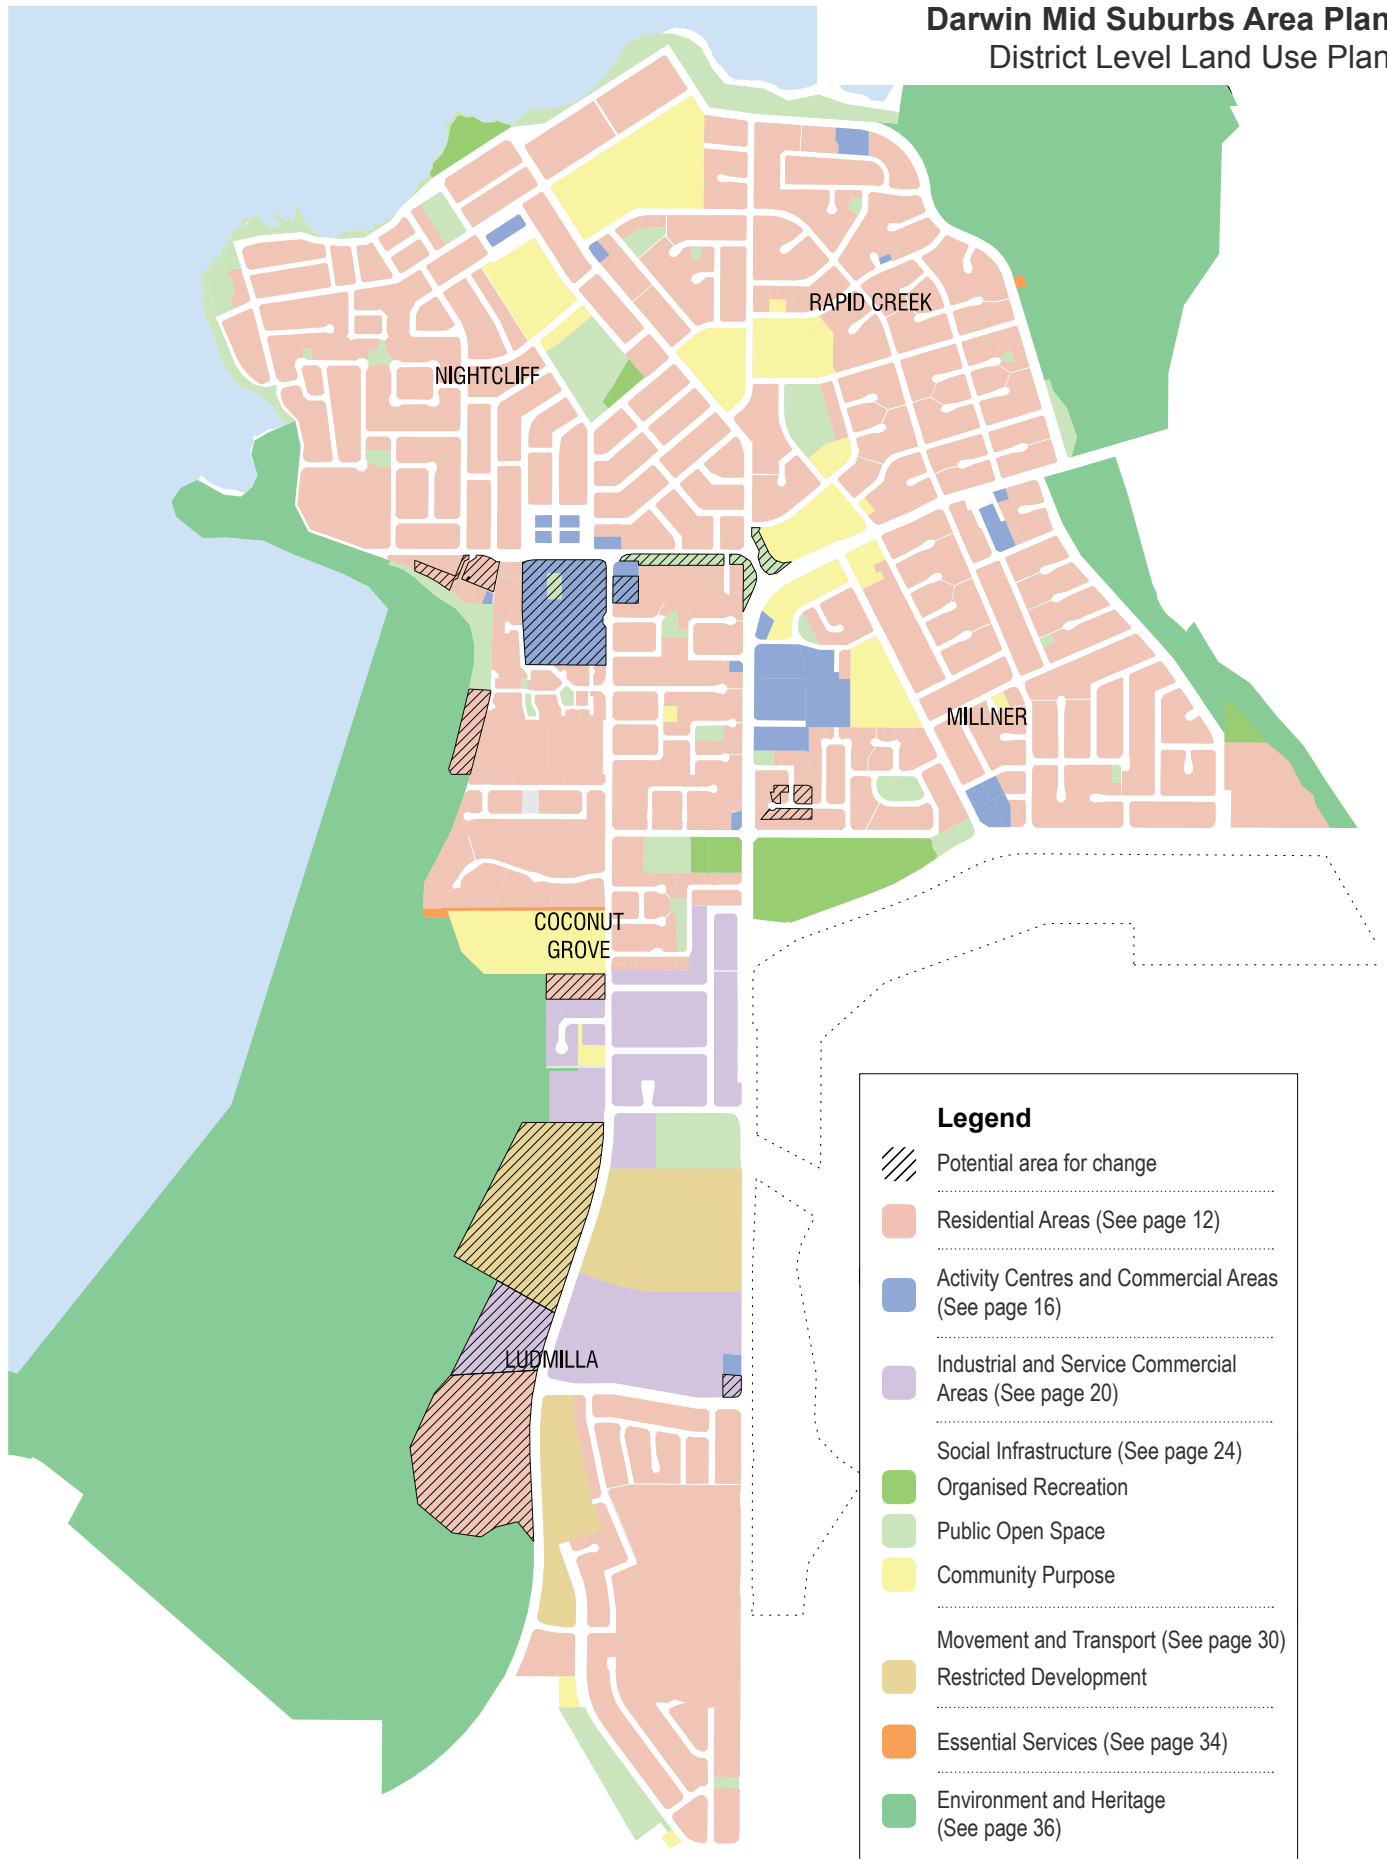 Darwin Mid Suburbs Area Plan
District Level Land Use Plan
RAPID CREEK
NIGHTCLIFF
MILLNER
COCONUT
GROVE
LUDMILLA
Legend
Potential area for change
Residential Areas (See page 12)
Activity Centres and Commercial Areas
(See page 16)
Industrial and Service Commercial
Areas (See page 20)
Social Infrastructure (See page 24)
Organised Recreation
Public Open Space
Community Purpose
Movement and Transport (See page 30)
Restricted Development
Essential Services (See page 34)
Environment and Heritage
(See page 36)